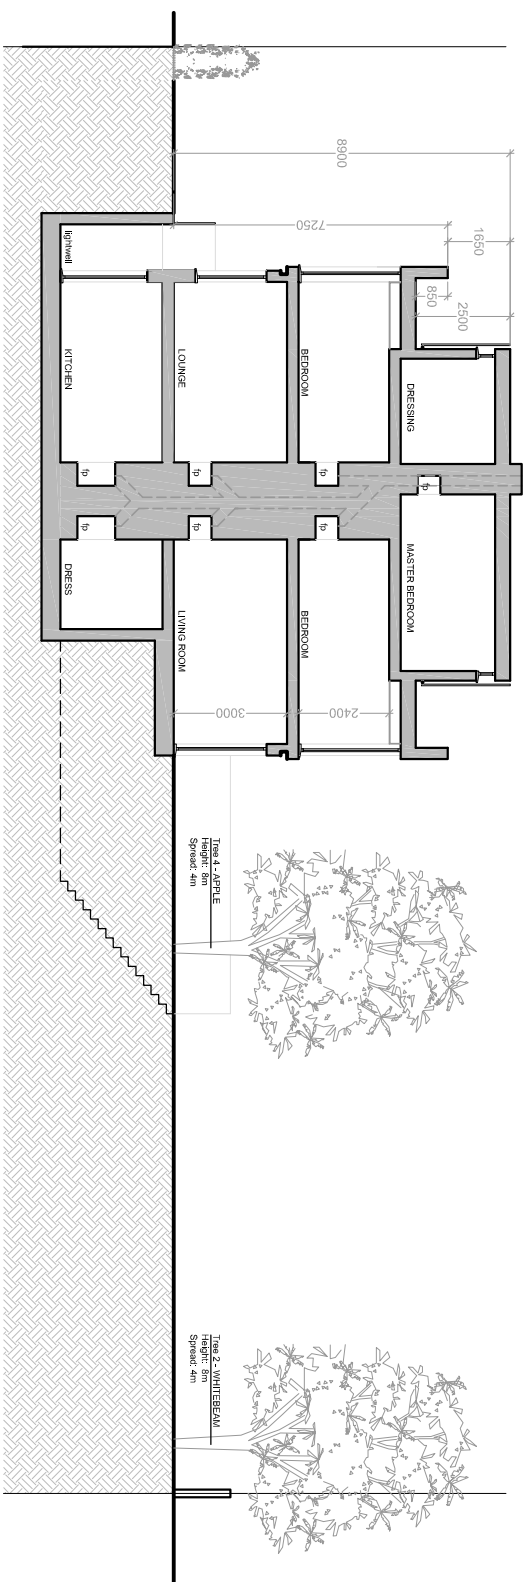 8900
7250
1650
850
2500
lightwell
KITCHEN
LOUNGE
BEDROOM
DRESSING
fp
fp
fp
fp
fp
fp
fp
DRESS
LIVING ROOM
BEDROOM
MASTER BEDROOM
3000
2400
Tree 4 - APPLE
Height: 8m
Spread: 4m
Tree 2 - WHITEBEAM
Height: 8m
Spread: 4m